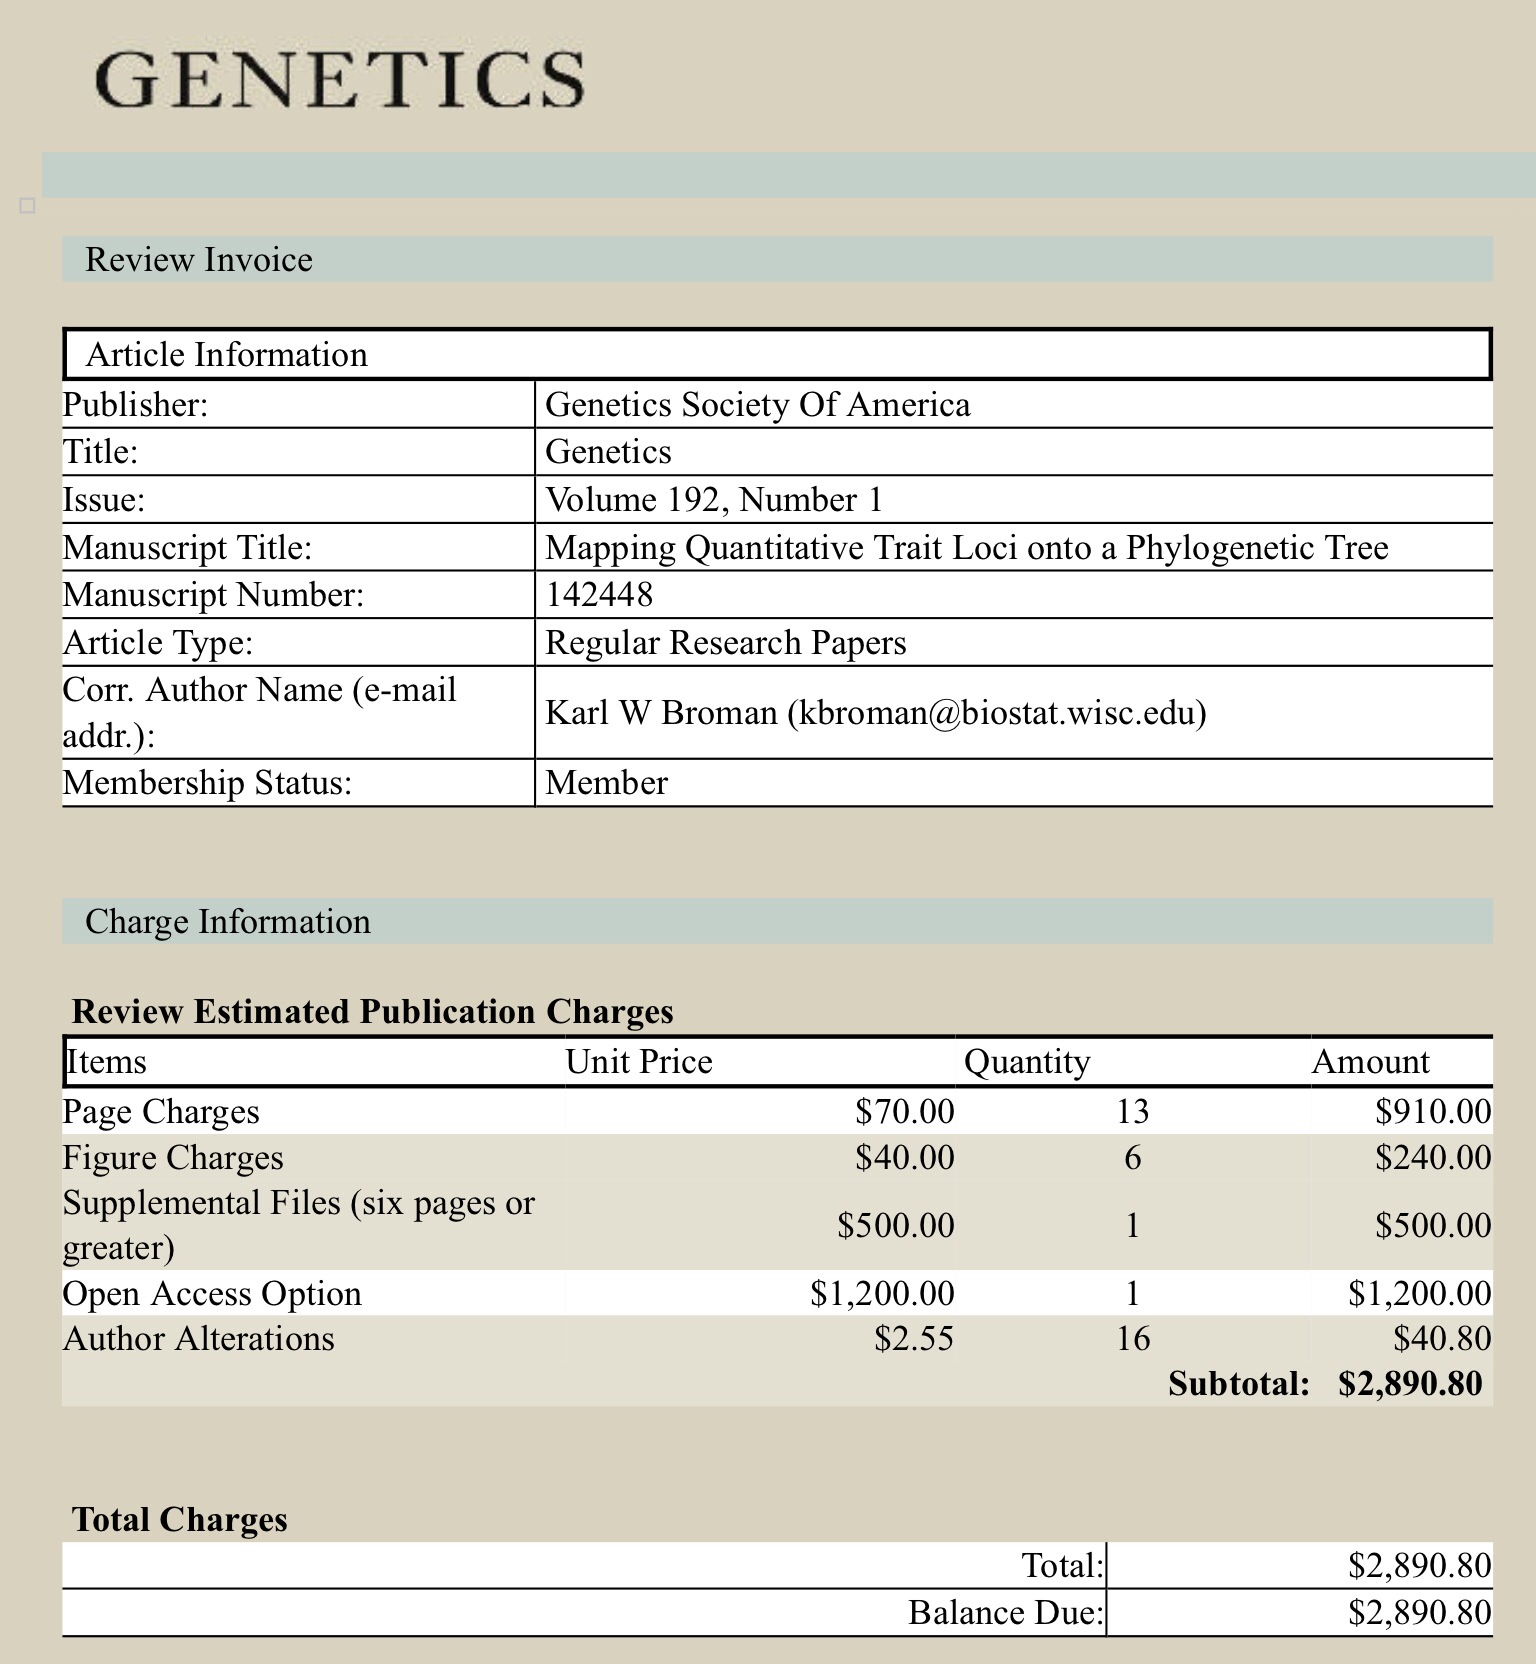 GENETICS
Review Invoice
Article Information
Publisher: Genetics Society Of America
Title: Genetics
Issue: Volume 192, Number 1
Manuscript Title: Mapping Quantitative Trait Loci onto a Phylogenetic Tree
Manuscript Number: 142448
Article Type: Regular Research Papers
Corr. Author Name (e-mail
addr.): Karl W Broman (kbroman@biostat.wisc.edu)
Membership Status: Member
Charge Information
Review Estimated Publication Charges
Items Unit Price Quantity Amount
Page Charges $70.00 13 $910.00
Figure Charges $40.00 6 $240.00
Supplemental Files (six pages or
greater) $500.00 1 $500.00
Open Access Option $1,200.00 1 $1,200.00
Author Alterations $2.55 16 $40.80
Subtotal: $2,890.80
Total Charges
Total: $2,890.80
Balance Due: $2,890.80